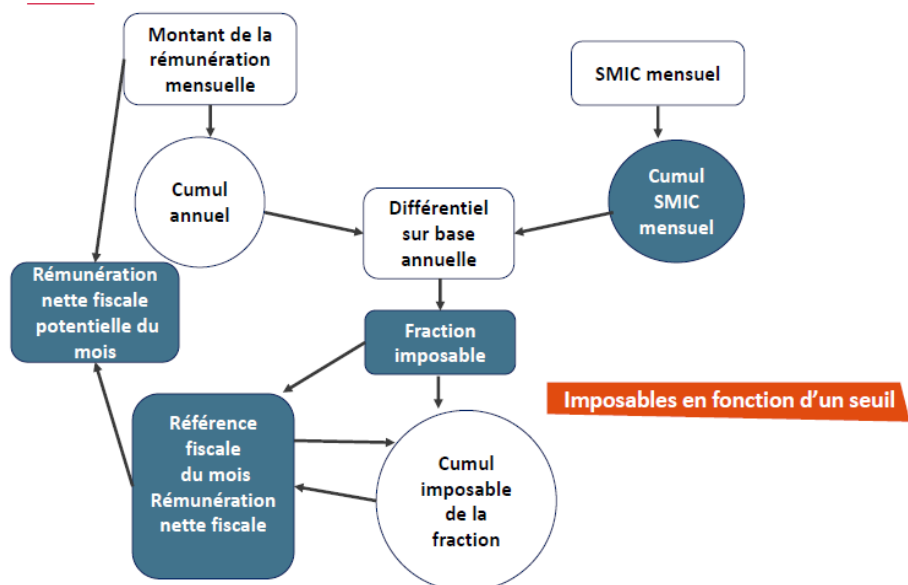 Montant de la
rémunération
mensuelle
SMIC mensuel
Cumul
annuel
Cumul
SMIC
mensuel
Différentiel
sur base
annuelle
Rémunération
nette fiscale
potentielle du
mois
Fraction
imposable
Imposables en fonction d’un seuil
Référence
fiscale
du mois
Rémunération
nette fiscale
Cumul
imposable
de la
fraction